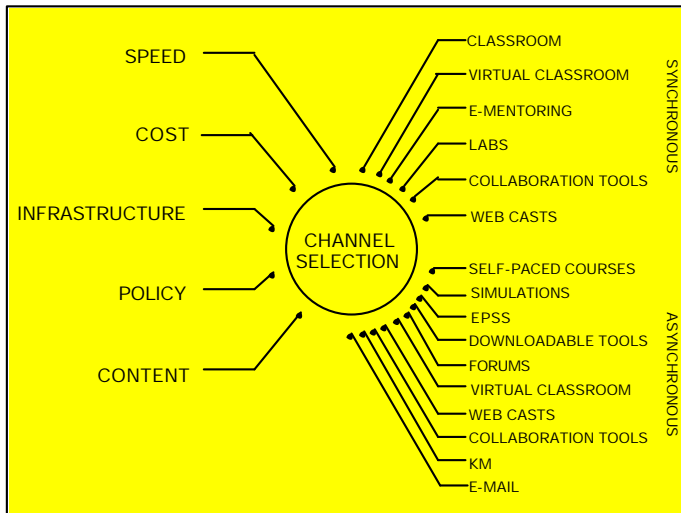 SPEED
COST
INFRASTRUCTURE
POLICY
CONTENT
CHANNEL
SELECTION
CLASSROOM
VIRTUAL CLASSROOM
E-MENTORING
LABS
COLLABORATION TOOLS
WEB CASTS
SYNCHRONOUS
SELF-PACED COURSES
SIMULATIONS
EPSS
DOWNLOADABLE TOOLS
FORUMS
VIRTUAL CLASSROOM
WEB CASTS
COLLABORATION TOOLS
KM
E-MAIL
ASYNCHRONOUS